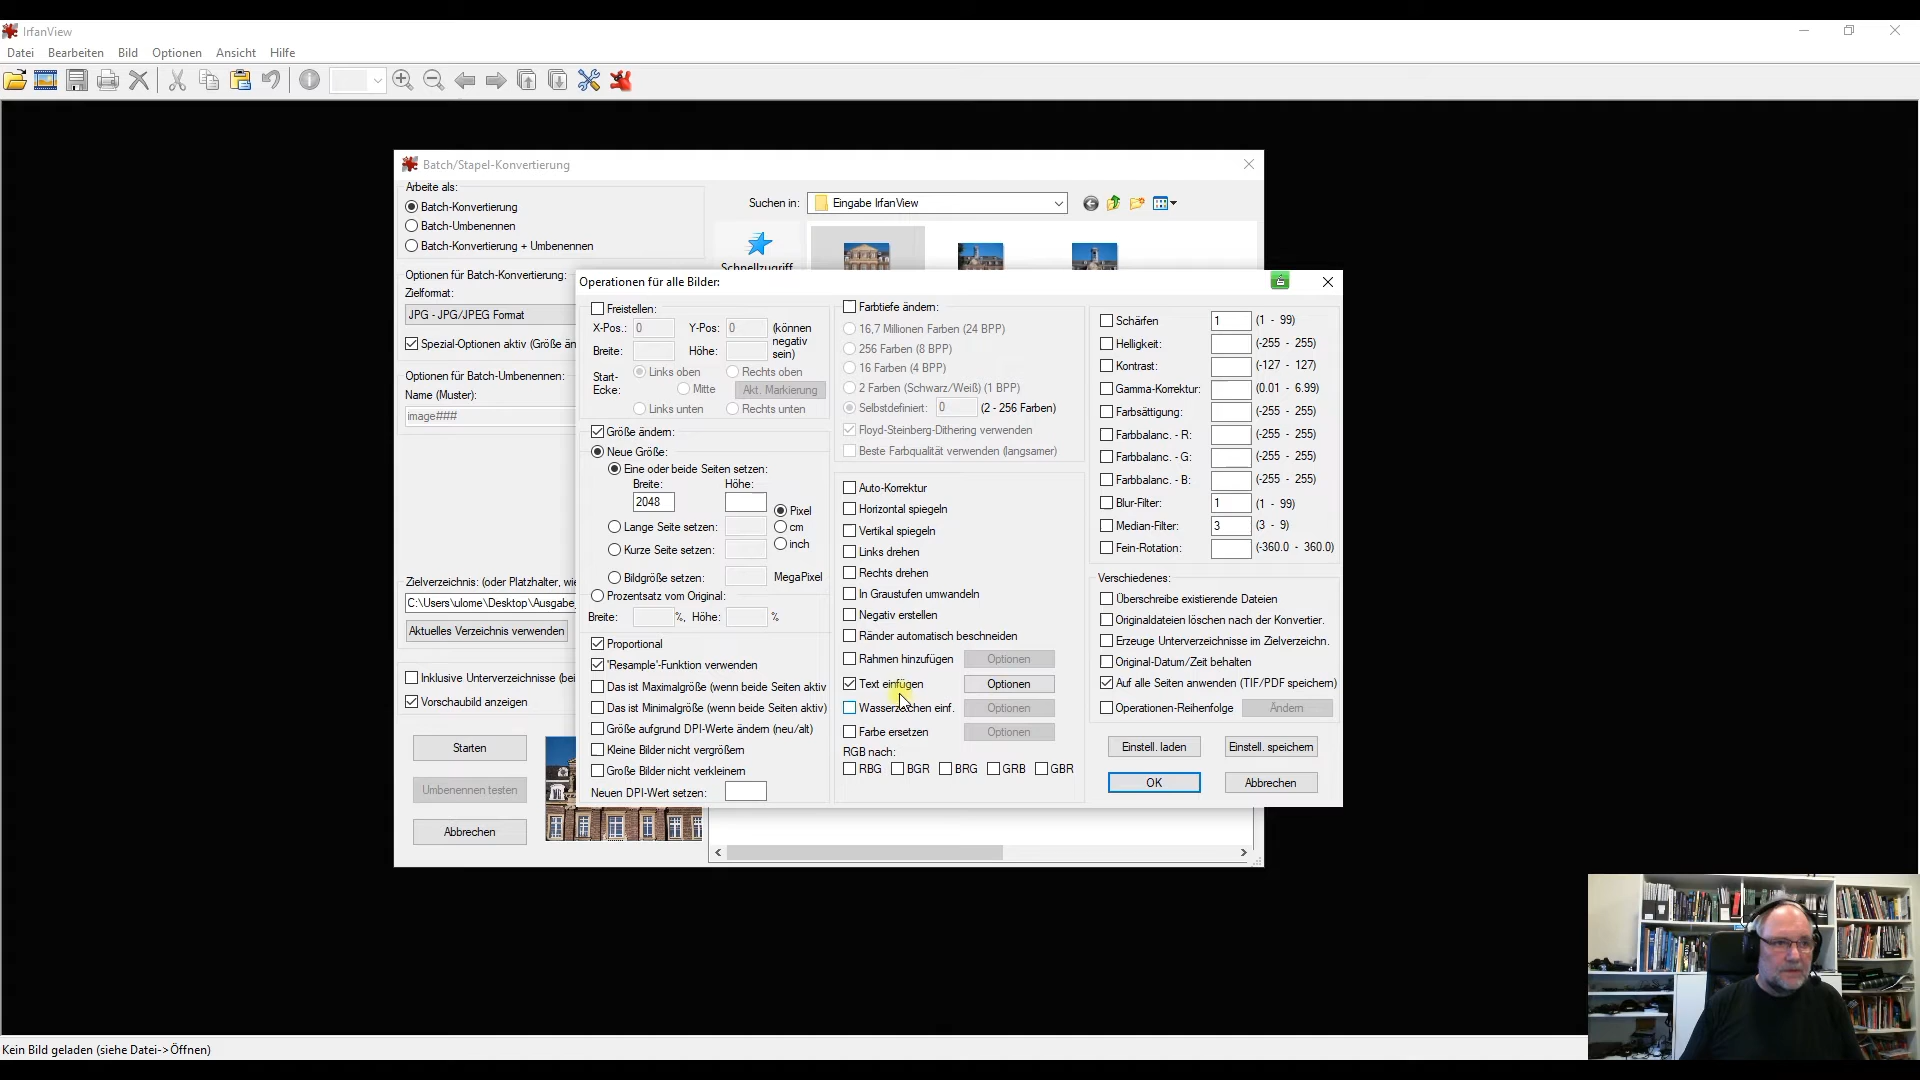 IrfanView
Datei Bearbeiten Bild Optionen Ansicht Hilfe
Batch/Stapel-Konvertierung
Arbeite als:
Batch-Konvertierung
Batch-Umbenennen
Batch-Konvertierung + Umbenennen
Suchen in: Eingabe IrfanView
Schnellzugriff
Optionen für Batch-Konvertierung:
Zielformat:
JPG - JPG/JPEG Format
Spezial-Optionen aktiv (Größe än
Optionen für Batch-Umbenennen:
Name (Muster):
image###
Zielverzeichnis: (oder Platzhalter, wie
C:\Users\ulome\Desktop\Ausgabe_
Aktuelles Verzeichnis verwenden
Inklusive Unterverzeichnisse (bei
Vorschaubild anzeigen
Starten
Umbenennen testen
Abbrechen
Operationen für alle Bilder:
Freistellen:
X-Pos.: 0 Y-Pos: 0 (können negativ sein)
Breite: Höhe:
Start-Ecke: Links oben Rechts oben
Mitte Akt. Markierung
Links unten Rechts unten
Größe ändern:
Neue Größe:
Eine oder beide Seiten setzen:
Breite: Höhe:
2048
Pixel
Lange Seite setzen: cm
Kurze Seite setzen: inch
Bildgröße setzen: MegaPixel
Prozentsatz vom Original:
Breite: %, Höhe: %
Proportional
'Resample'-Funktion verwenden
Das ist Maximalgröße (wenn beide Seiten aktiv
Das ist Minimalgröße (wenn beide Seiten aktiv)
Größe aufgrund DPI-Werte ändern (neu/alt)
Kleine Bilder nicht vergrößern
Große Bilder nicht verkleinern
Neuen DPI-Wert setzen:
Farbtiefe ändern:
16,7 Millionen Farben (24 BPP)
256 Farben (8 BPP)
16 Farben (4 BPP)
2 Farben (Schwarz/Weiß) (1 BPP)
Selbstdefiniert: 0 (2 - 256 Farben)
Floyd-Steinberg-Dithering verwenden
Beste Farbqualität verwenden (langsamer)
Auto-Korrektur
Horizontal spiegeln
Vertikal spiegeln
Links drehen
Rechts drehen
In Graustufen umwandeln
Negativ erstellen
Ränder automatisch beschneiden
Rahmen hinzufügen Optionen
Text einfügen Optionen
Wasserzeichen einf. Optionen
Farbe ersetzen Optionen
RGB nach:
RBG BGR BRG GRB GBR
Schärfen 1 (1 - 99)
Helligkeit: (-255 - 255)
Kontrast: (-127 - 127)
Gamma-Korrektur: (0.01 - 6.99)
Farbsättigung: (-255 - 255)
Farbbalanc. - R: (-255 - 255)
Farbbalanc. - G: (-255 - 255)
Farbbalanc. - B: (-255 - 255)
Blur-Filter: 1 (1 - 99)
Median-Filter: 3 (3 - 9)
Fein-Rotation: (-360.0 - 360.0)
Verschiedenes:
Überschreibe existierende Dateien
Originaldateien löschen nach der Konvertier.
Erzeuge Unterverzeichnisse im Zielverzeichn.
Original-Datum/Zeit behalten
Auf alle Seiten anwenden (TIF/PDF speichern)
Operationen-Reihenfolge Ändern
Einstell. laden Einstell. speichern
OK Abbrechen
Kein Bild geladen (siehe Datei->Öffnen)